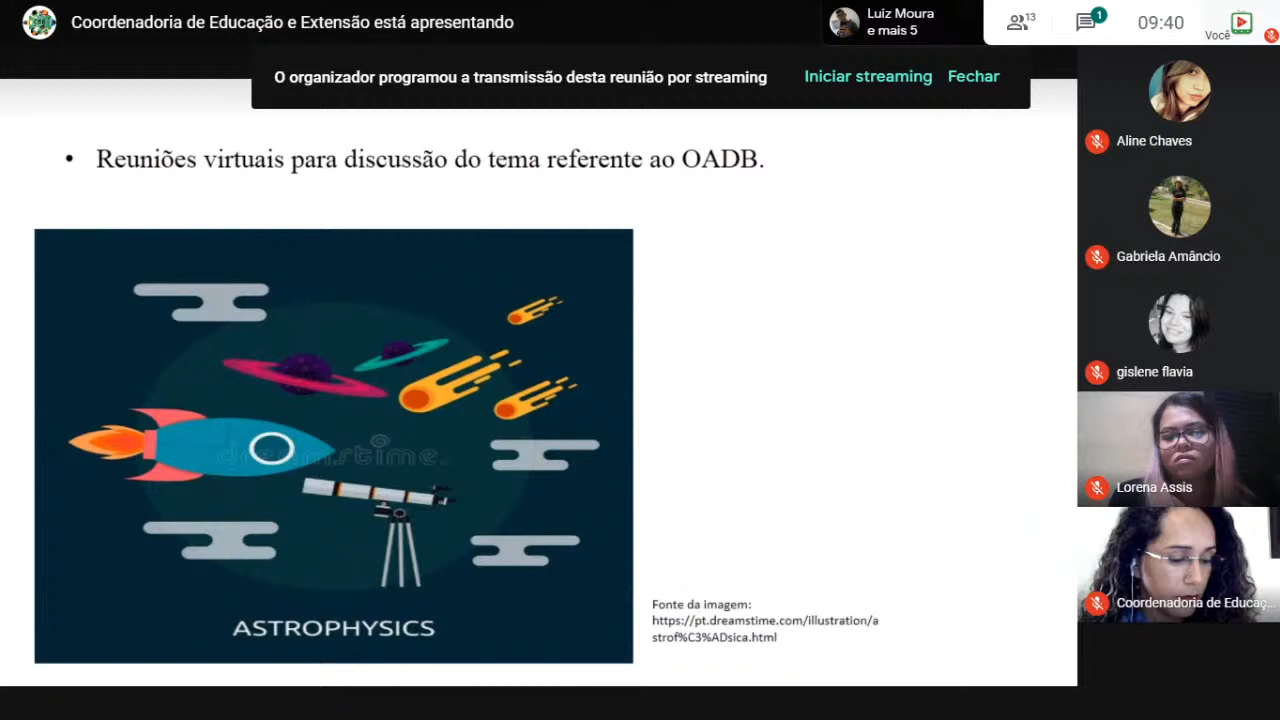 Coordenadoria de Educação e Extensão está apresentando
Luiz Moura
e mais 5
13
1
09:40
Você
O organizador programou a transmissão desta reunião por streaming
Iniciar streaming
Fechar
• Reuniões virtuais para discussão do tema referente ao OADB.
Aline Chaves
Gabriela Amâncio
gislene flavia
Lorena Assis
Coordenadoria de Educaç...
dreamstime.
ASTROPHYSICS
Fonte da imagem:
https://pt.dreamstime.com/illustration/a
strof%C3%ADsica.html